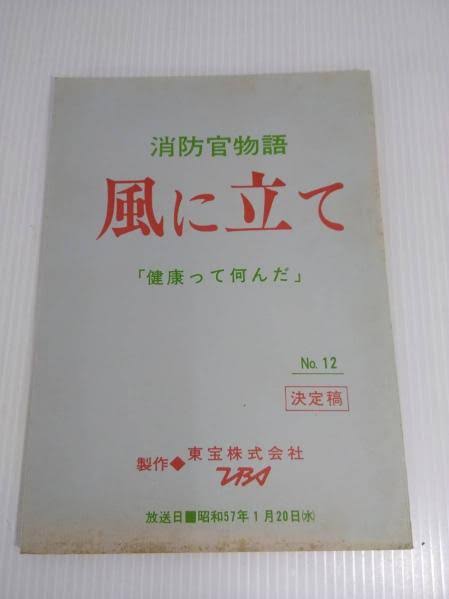 消防官物語
風に立て
「健康って何んだ」
No. 12
決定稿
製作◆東宝株式会社
TBS
放送日■昭和57年1月20日㈬